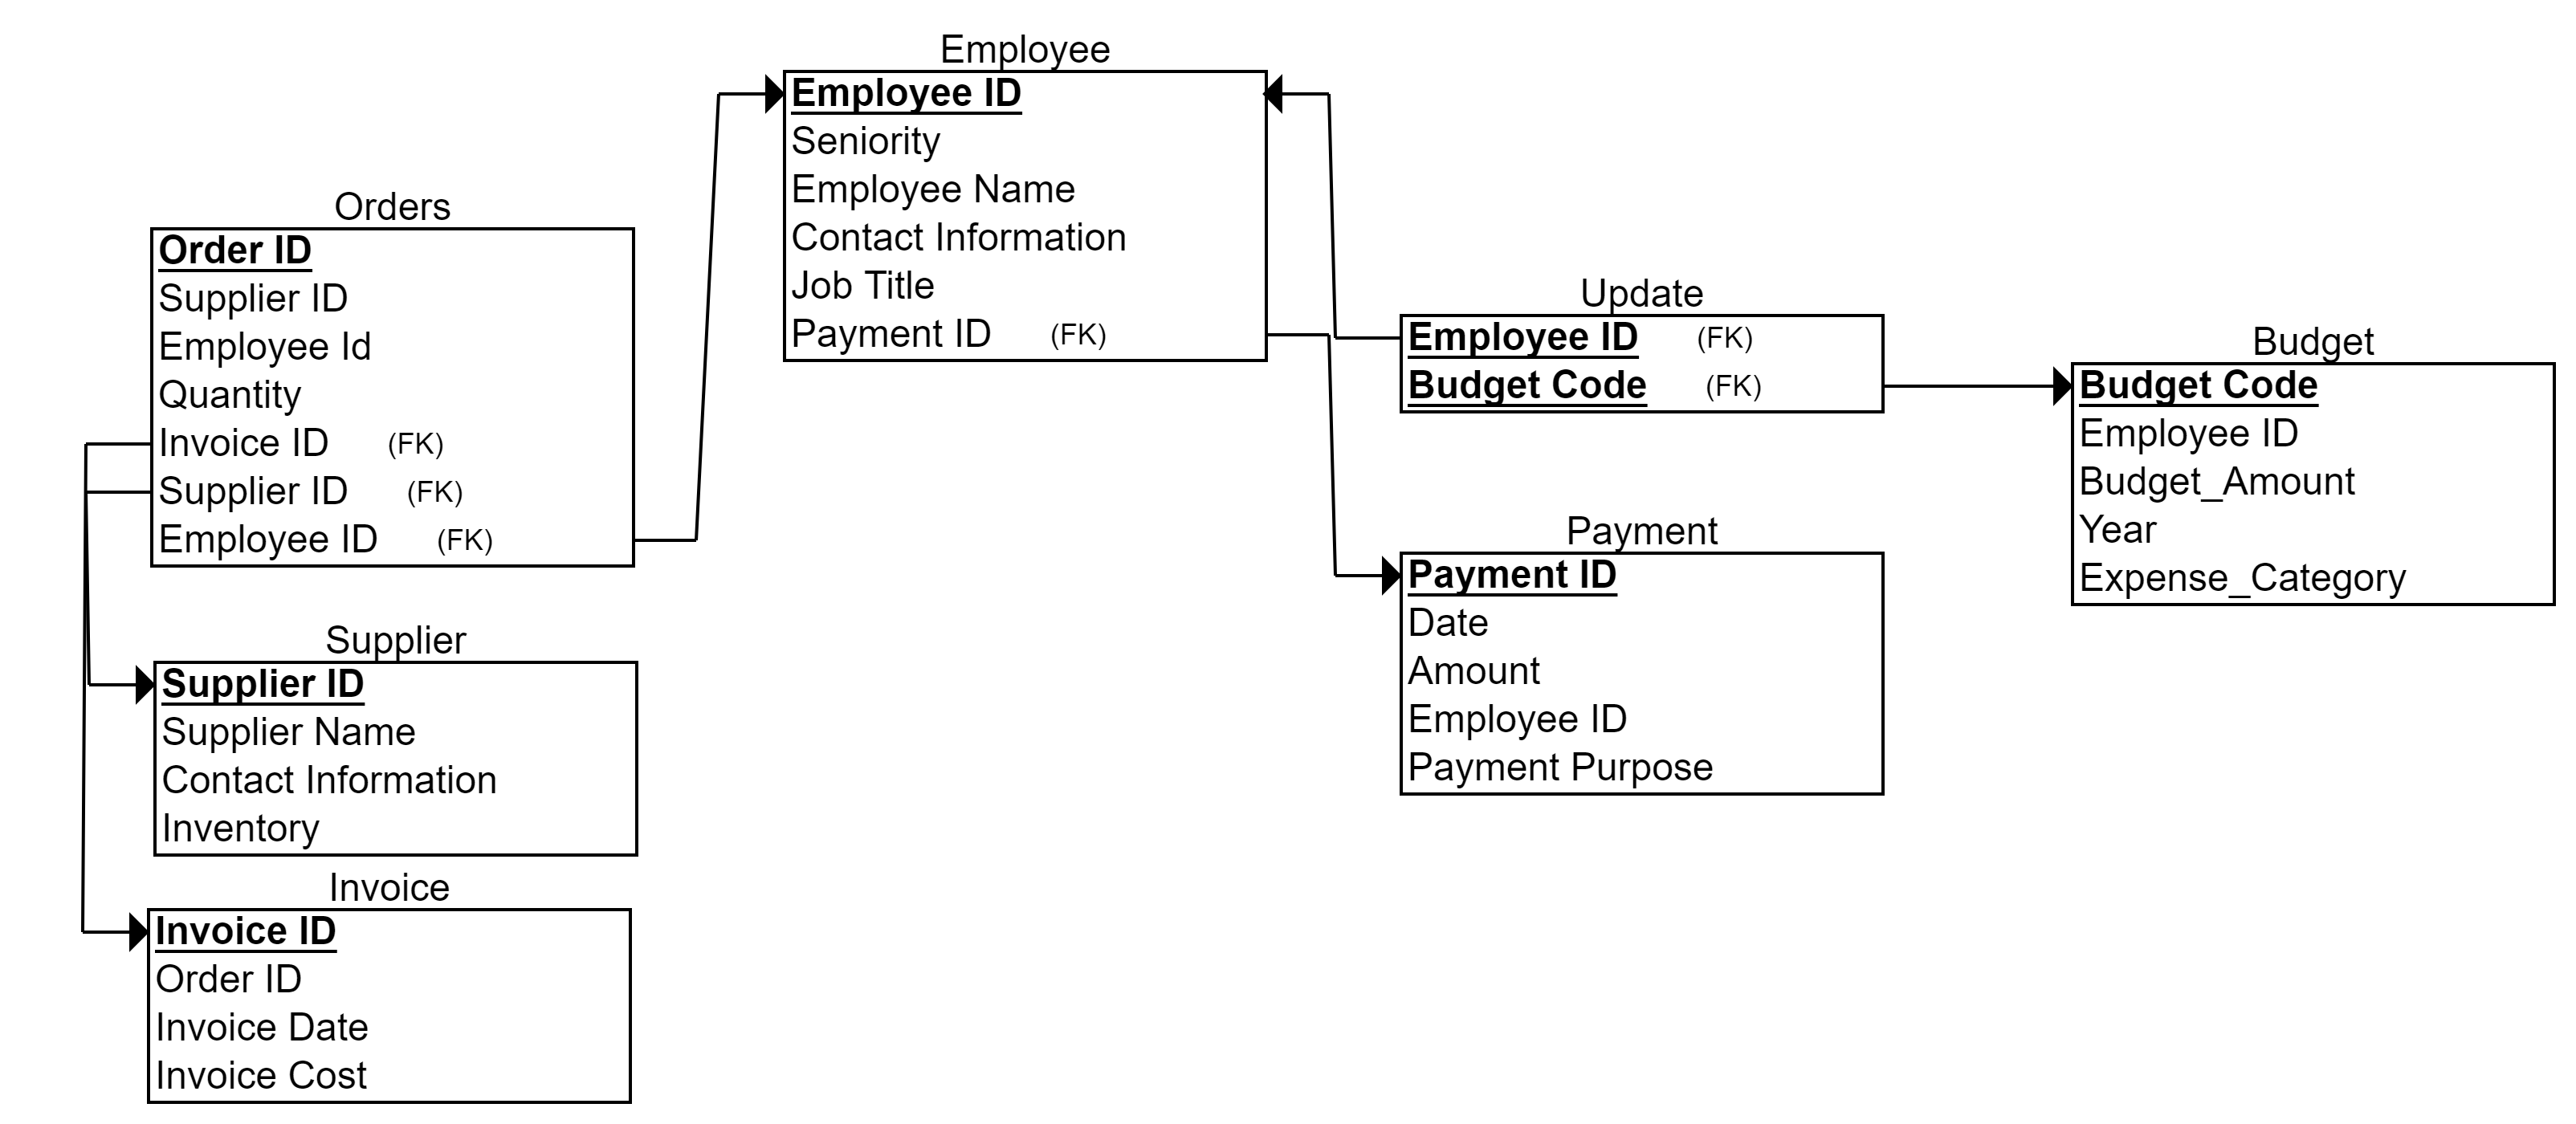 Employee
Employee ID
Seniority
Employee Name
Contact Information
Job Title
Payment ID (FK)
Orders
Order ID
Supplier ID
Employee Id
Quantity
Invoice ID (FK)
Supplier ID (FK)
Employee ID (FK)
Update
Employee ID (FK)
Budget Code (FK)
Budget
Budget Code
Employee ID
Budget_Amount
Year
Expense_Category
Payment
Payment ID
Date
Amount
Employee ID
Payment Purpose
Supplier
Supplier ID
Supplier Name
Contact Information
Inventory
Invoice
Invoice ID
Order ID
Invoice Date
Invoice Cost